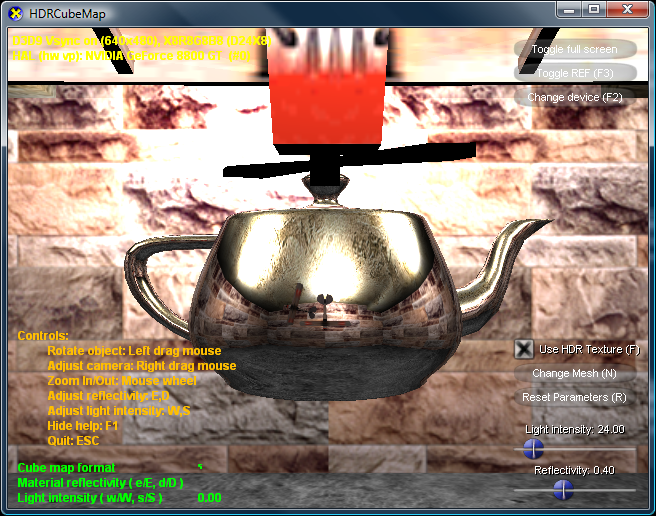 HDRCubeMap
D3D9 Vsync on (640x480), X8R8G8B8 (D24X8)
HAL (hw vp): NVIDIA GeForce 8800
Toggle full screen
Toggle REF (F3)
Change device (F2)
Controls:
Rotate object: Left drag mouse
Adjust camera: Right drag mouse
Zoom In/Out: Mouse wheel
Adjust reflectivity: E,D
Adjust light intensity: W,S
Hide help: F1
Quit: ESC
Use HDR Texture (F)
Change Mesh (N)
Reset Parameters (R)
Light intensity: 24.00
Reflectivity: 0.40
Cube map format
Material reflectivity ( e/E, d/D )
Light intensity ( w/W, s/S ) 0.00